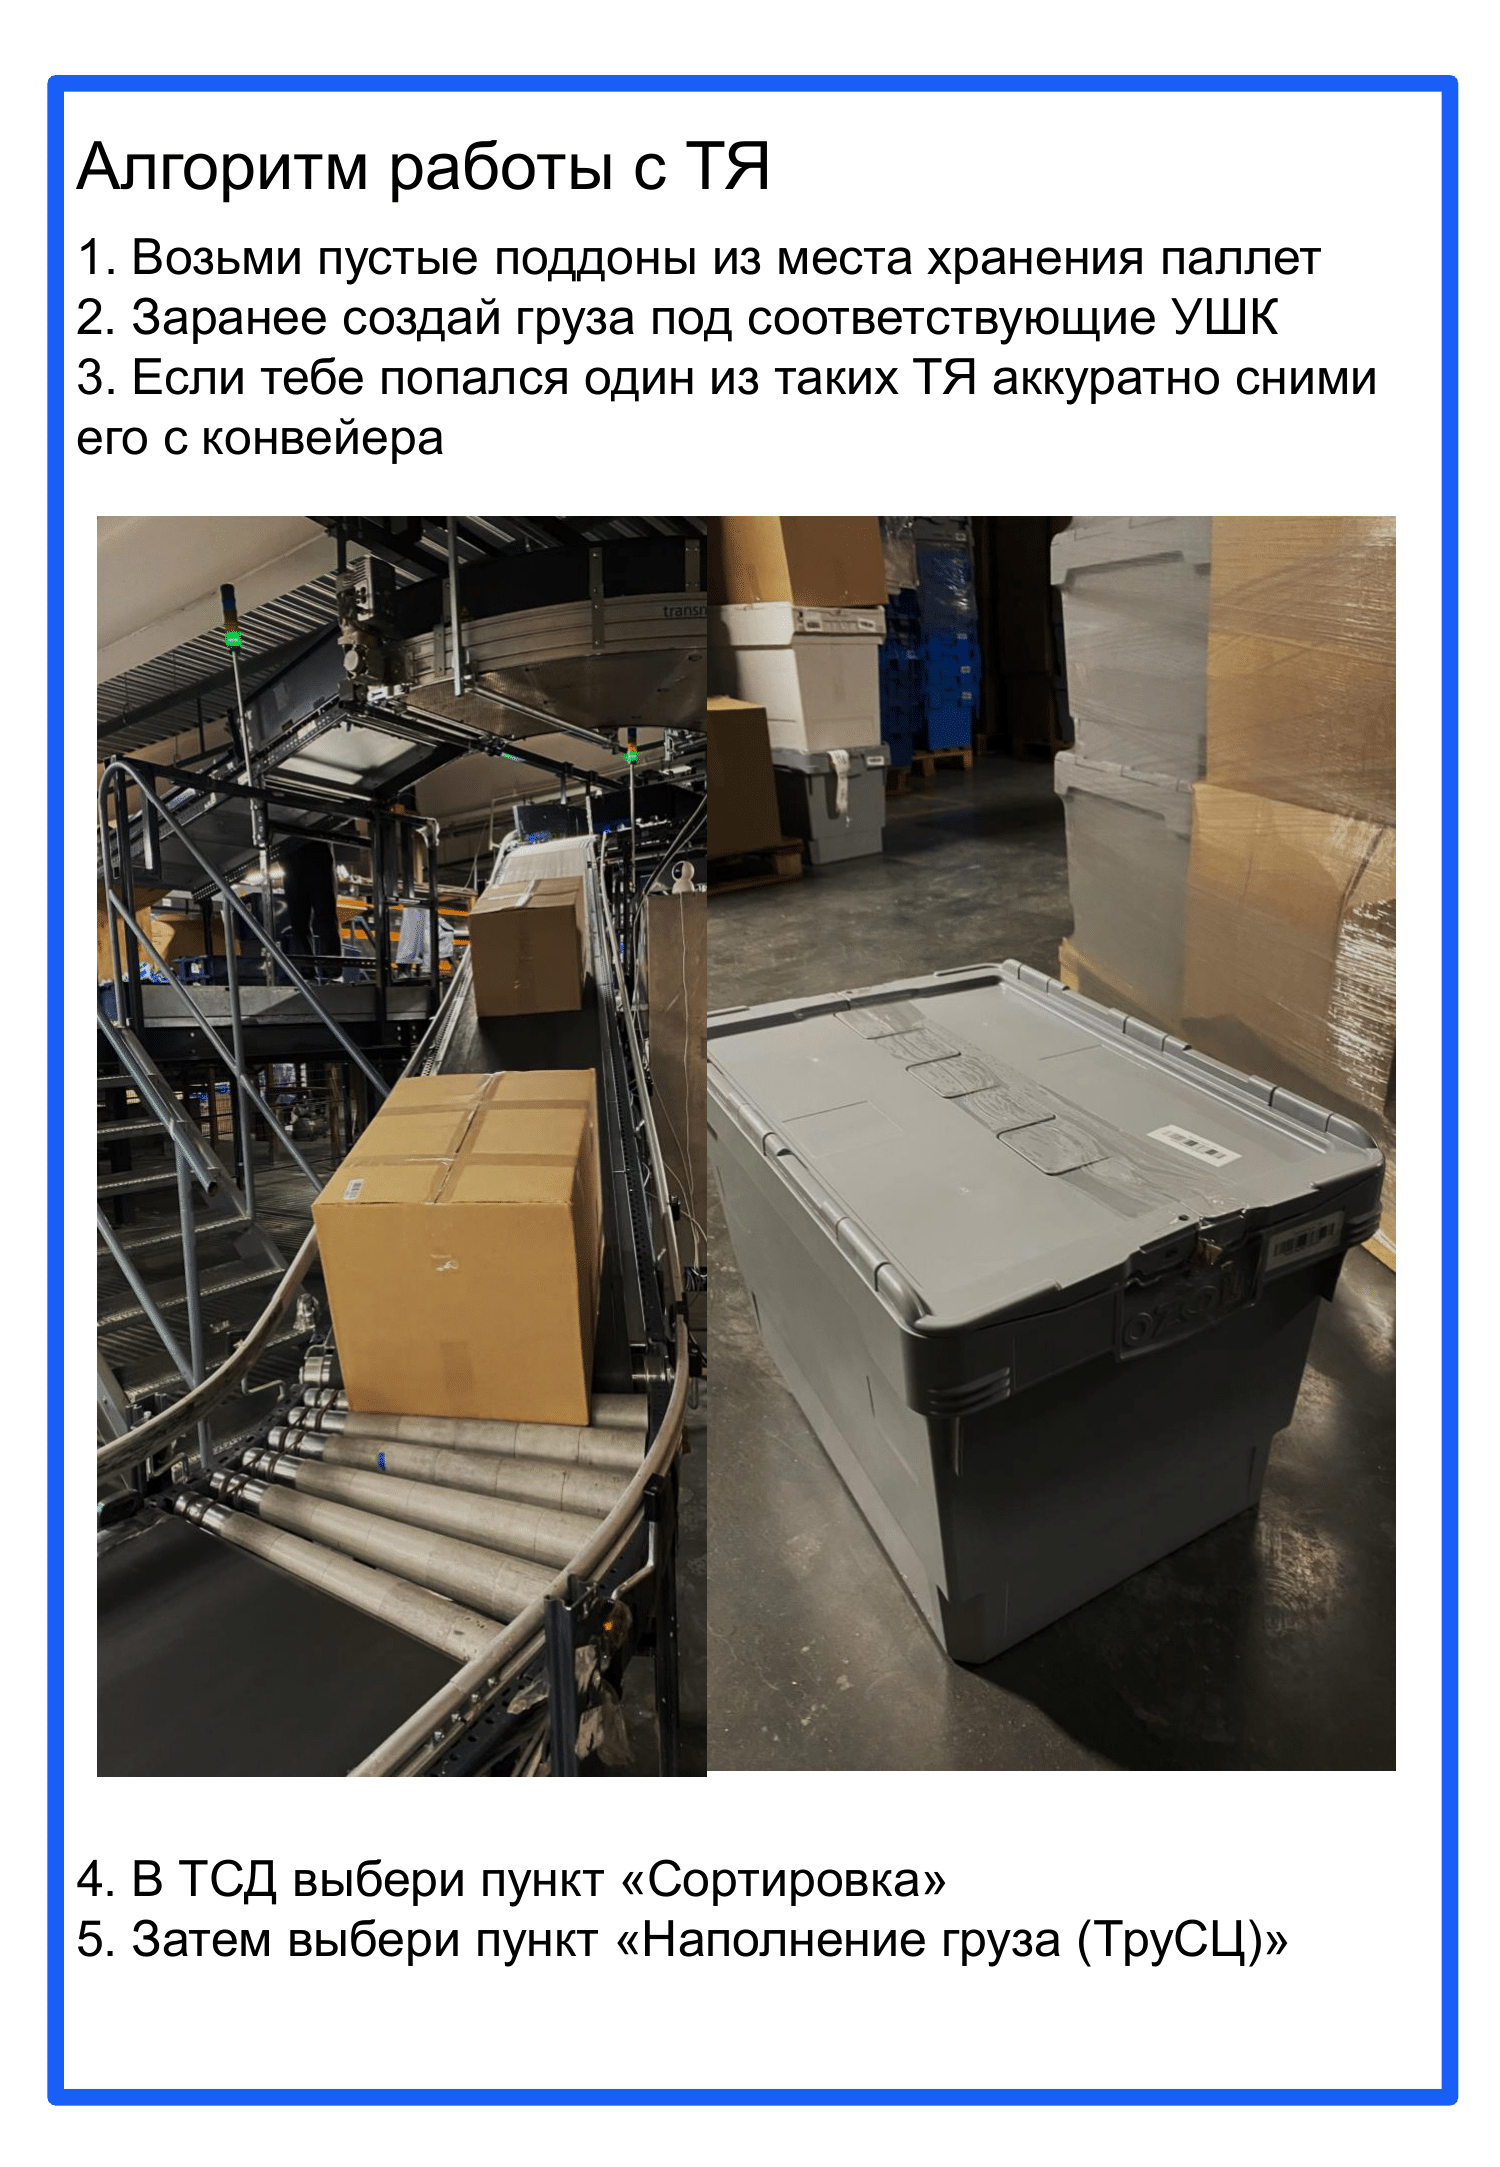 Алгоритм работы с ТЯ
1. Возьми пустые поддоны из места хранения паллет
2. Заранее создай груза под соответствующие УШК
3. Если тебе попался один из таких ТЯ аккуратно сними
его с конвейера
transn
OZON
4. В ТСД выбери пункт «Сортировка»
5. Затем выбери пункт «Наполнение груза (ТруСЦ)»